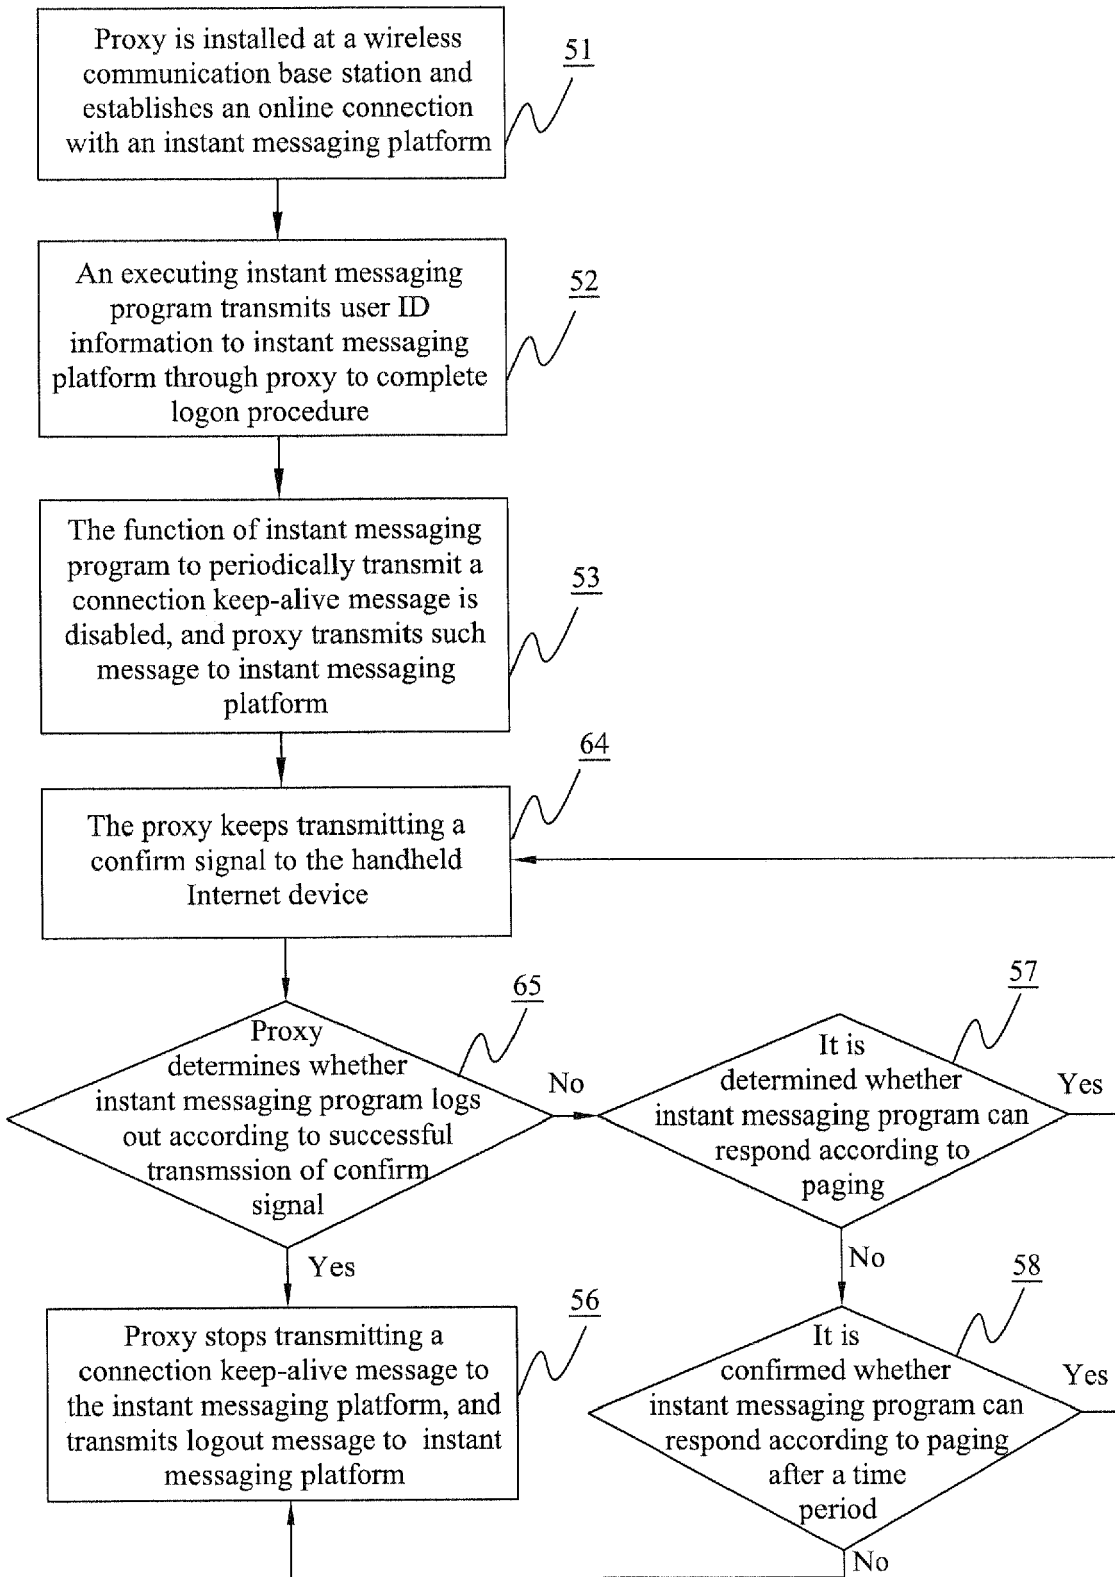 Proxy is installed at a wireless
communication base station and
establishes an online connection
with an instant messaging platform
51
An executing instant messaging
program transmits user ID
information to instant messaging
platform through proxy to complete
logon procedure
52
The function of instant messaging
program to periodically transmit a
connection keep-alive message is
disabled, and proxy transmits such
message to instant messaging
platform
53
The proxy keeps transmitting a
confirm signal to the handheld
Internet device
64
Proxy
determines whether
instant messaging program logs
out according to successful
transmssion of confirm
signal
65
No
Yes
It is
determined whether
instant messaging program can
respond according to
paging
57
Yes
No
Proxy stops transmitting a
connection keep-alive message to
the instant messaging platform, and
transmits logout message to instant
messaging platform
56
It is
confirmed whether
instant messaging program can
respond according to paging
after a time
period
58
Yes
No